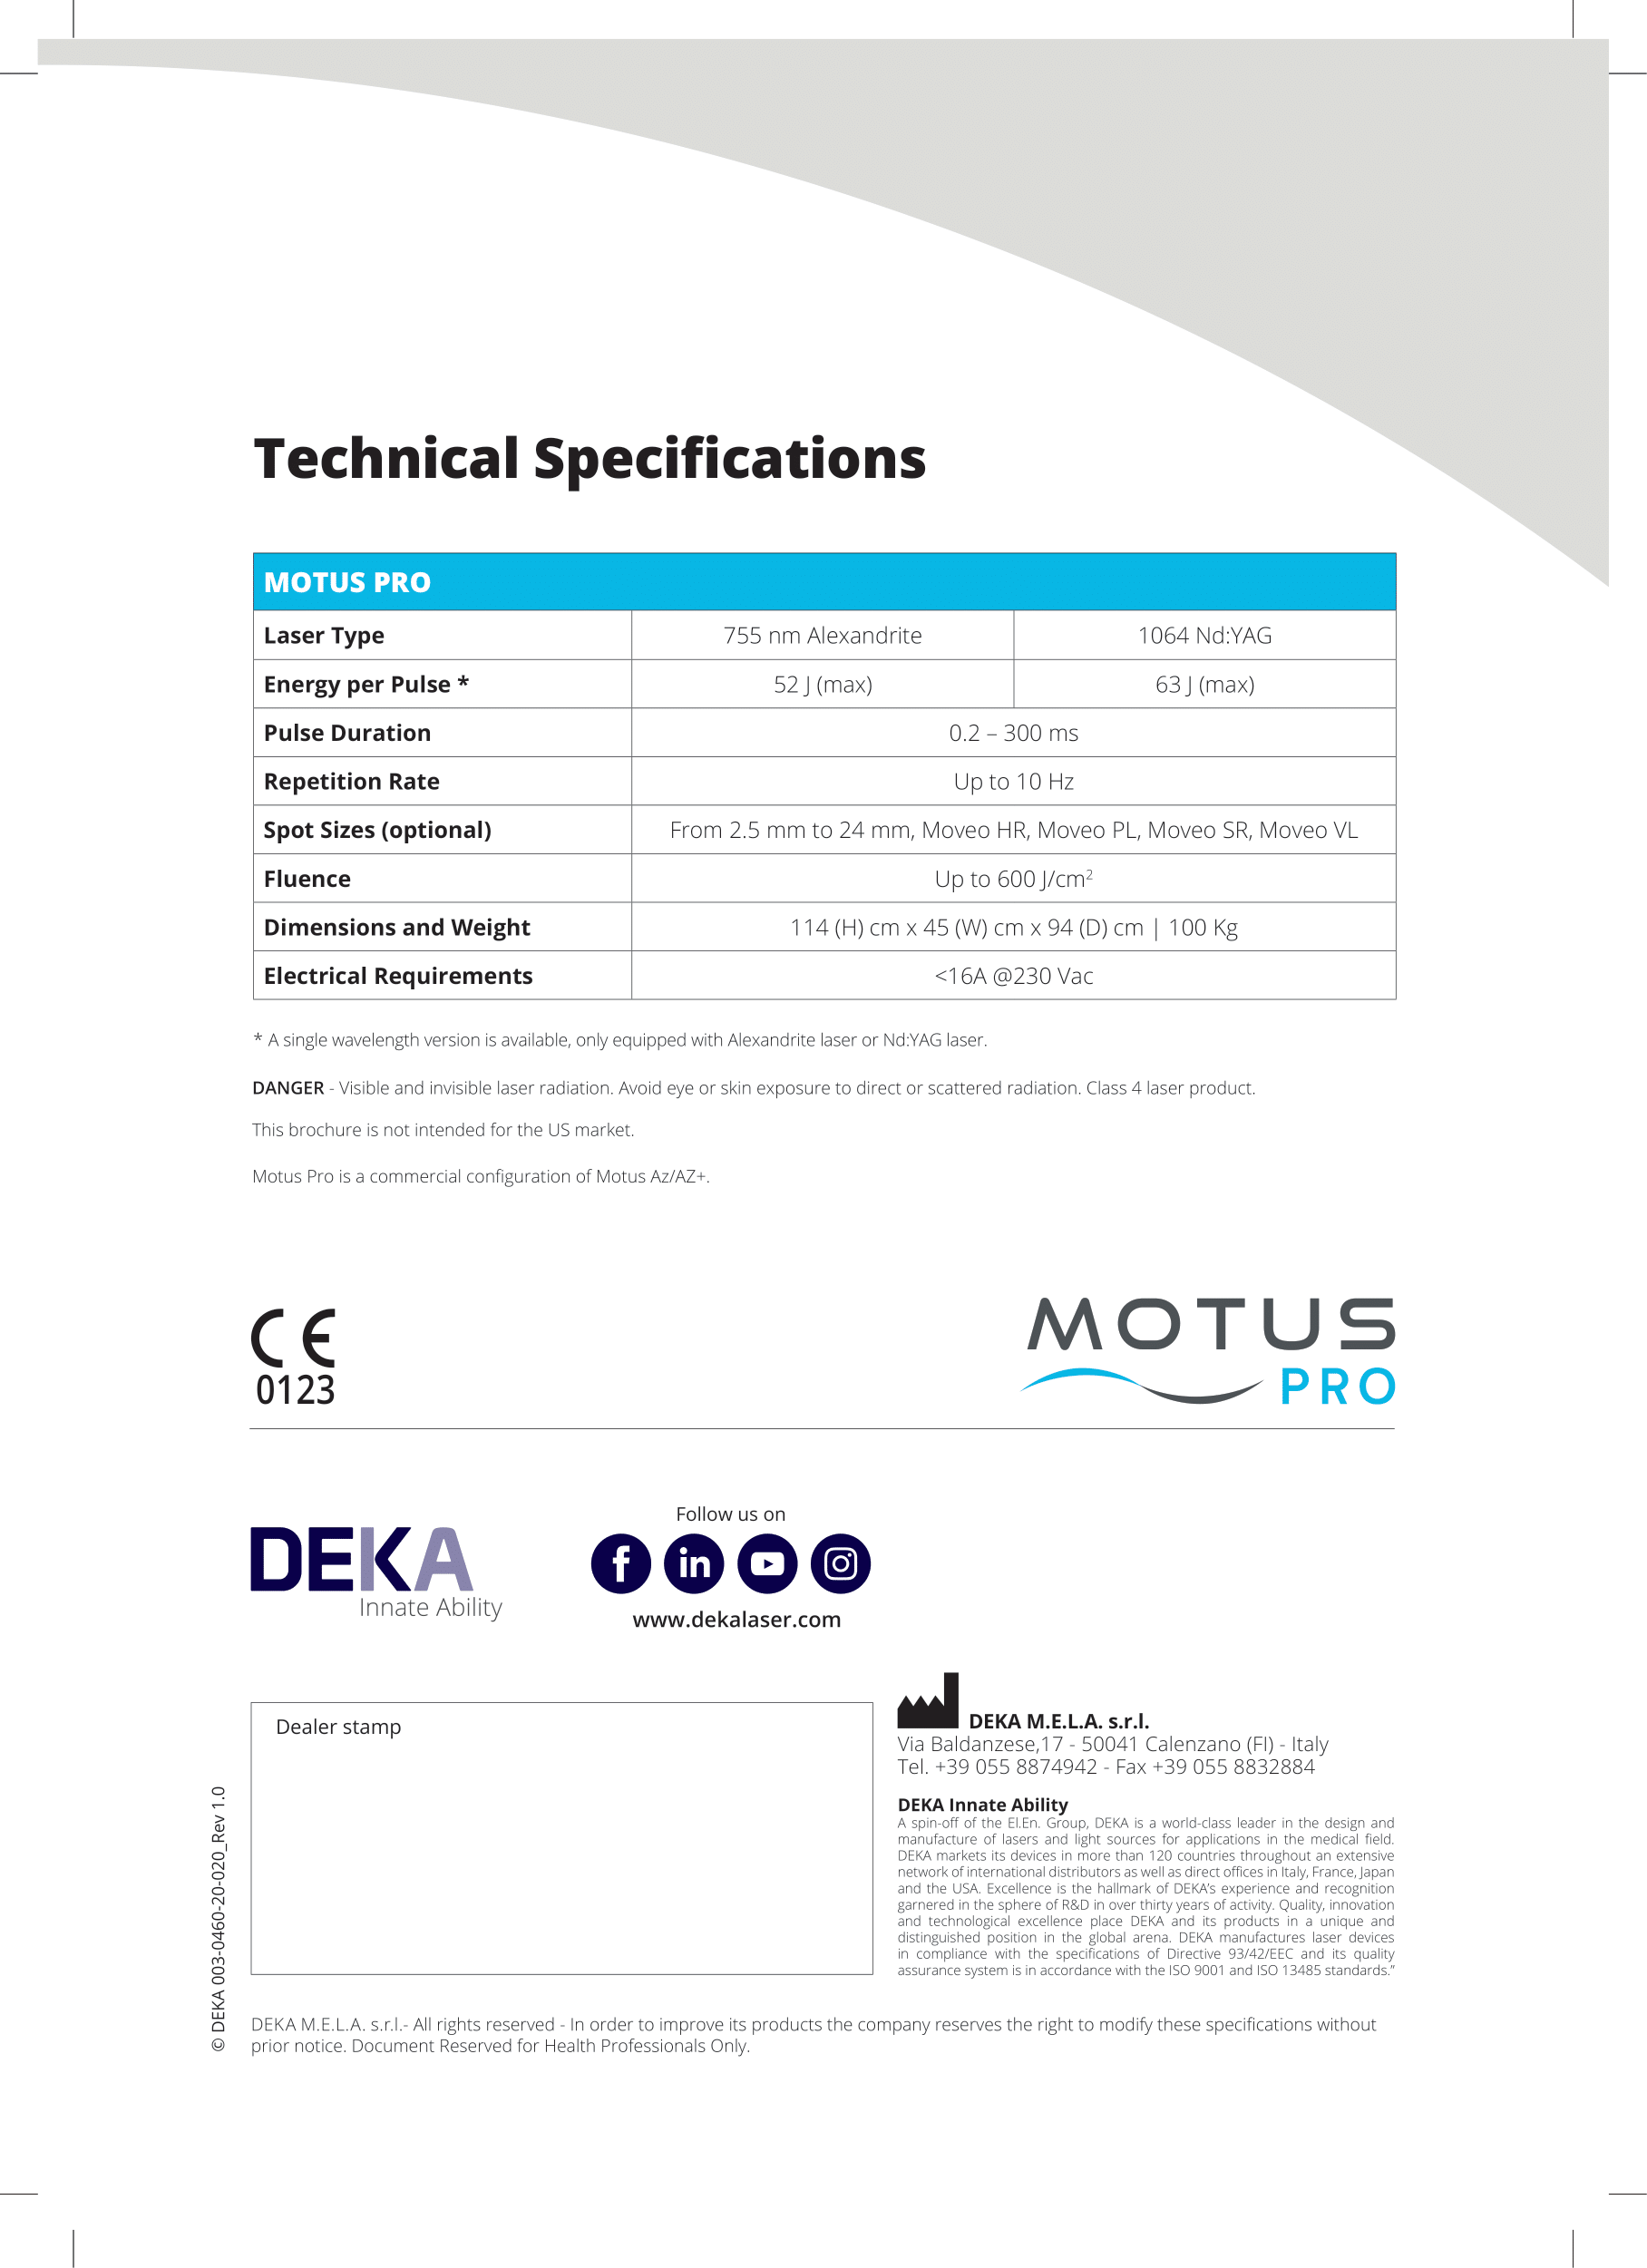 Technical Specifications
MOTUS PRO
Laser Type 755 nm Alexandrite 1064 Nd:YAG
Energy per Pulse * 52 J (max) 63 J (max)
Pulse Duration 0.2 – 300 ms
Repetition Rate Up to 10 Hz
Spot Sizes (optional) From 2.5 mm to 24 mm, Moveo HR, Moveo PL, Moveo SR, Moveo VL
Fluence Up to 600 J/cm²
Dimensions and Weight 114 (H) cm x 45 (W) cm x 94 (D) cm | 100 Kg
Electrical Requirements <16A @230 Vac
* A single wavelength version is available, only equipped with Alexandrite laser or Nd:YAG laser.
DANGER - Visible and invisible laser radiation. Avoid eye or skin exposure to direct or scattered radiation. Class 4 laser product.
This brochure is not intended for the US market.
Motus Pro is a commercial configuration of Motus Az/AZ+.
CE
0123
MOTUS
PRO
DEKA
Innate Ability
Follow us on
www.dekalaser.com
Dealer stamp
DEKA M.E.L.A. s.r.l.
Via Baldanzese,17 - 50041 Calenzano (FI) - Italy
Tel. +39 055 8874942 - Fax +39 055 8832884
DEKA Innate Ability
A spin-off of the El.En. Group, DEKA is a world-class leader in the design and
manufacture of lasers and light sources for applications in the medical field.
DEKA markets its devices in more than 120 countries throughout an extensive
network of international distributors as well as direct offices in Italy, France, Japan
and the USA. Excellence is the hallmark of DEKA’s experience and recognition
garnered in the sphere of R&D in over thirty years of activity. Quality, innovation
and technological excellence place DEKA and its products in a unique and
distinguished position in the global arena. DEKA manufactures laser devices
in compliance with the specifications of Directive 93/42/EEC and its quality
assurance system is in accordance with the ISO 9001 and ISO 13485 standards.”
© DEKA 003-0460-20-020_Rev 1.0
DEKA M.E.L.A. s.r.l.- All rights reserved - In order to improve its products the company reserves the right to modify these specifications without
prior notice. Document Reserved for Health Professionals Only.